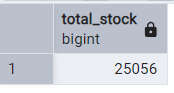 total_stock
bigint
1 25056